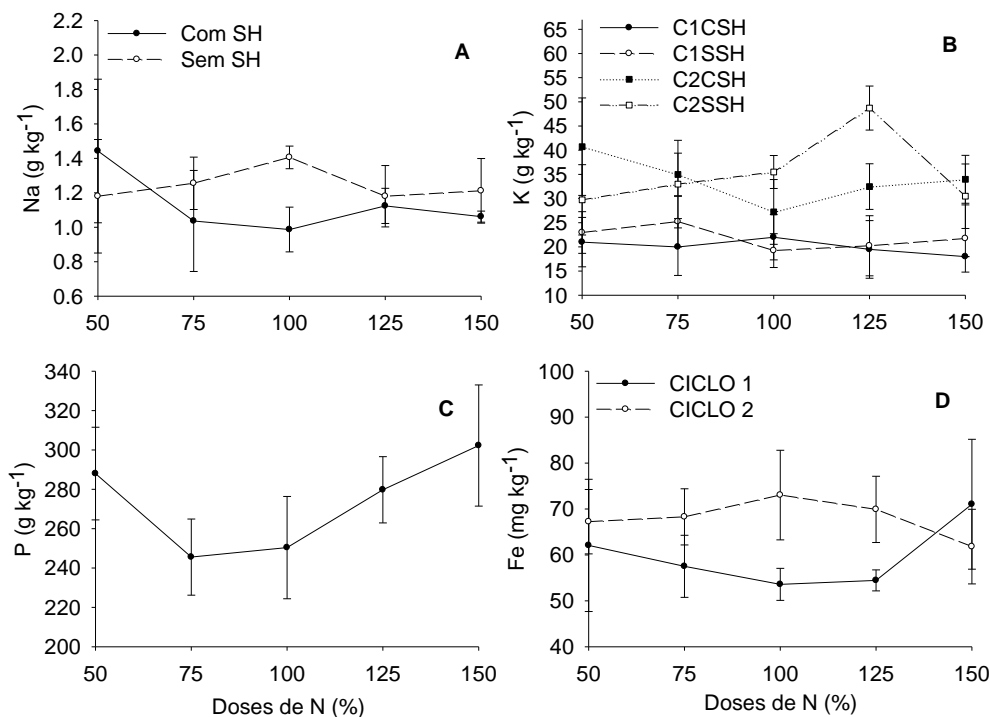 2.2
2.0
1.8
1.6
1.4
1.2
1.0
0.8
0.6
Na (g kg-1)
Com SH
Sem SH
A
50 75 100 125 150
65
60
55
50
45
40
35
30
25
20
15
10
K (g kg-1)
C1CSH
C1SSH
C2CSH
C2SSH
B
50 75 100 125 150
340
320
300
280
260
240
220
200
P (g kg-1)
C
50 75 100 125 150
Doses de N (%)
100
90
80
70
60
50
40
Fe (mg kg-1)
CICLO 1
CICLO 2
D
50 75 100 125 150
Doses de N (%)